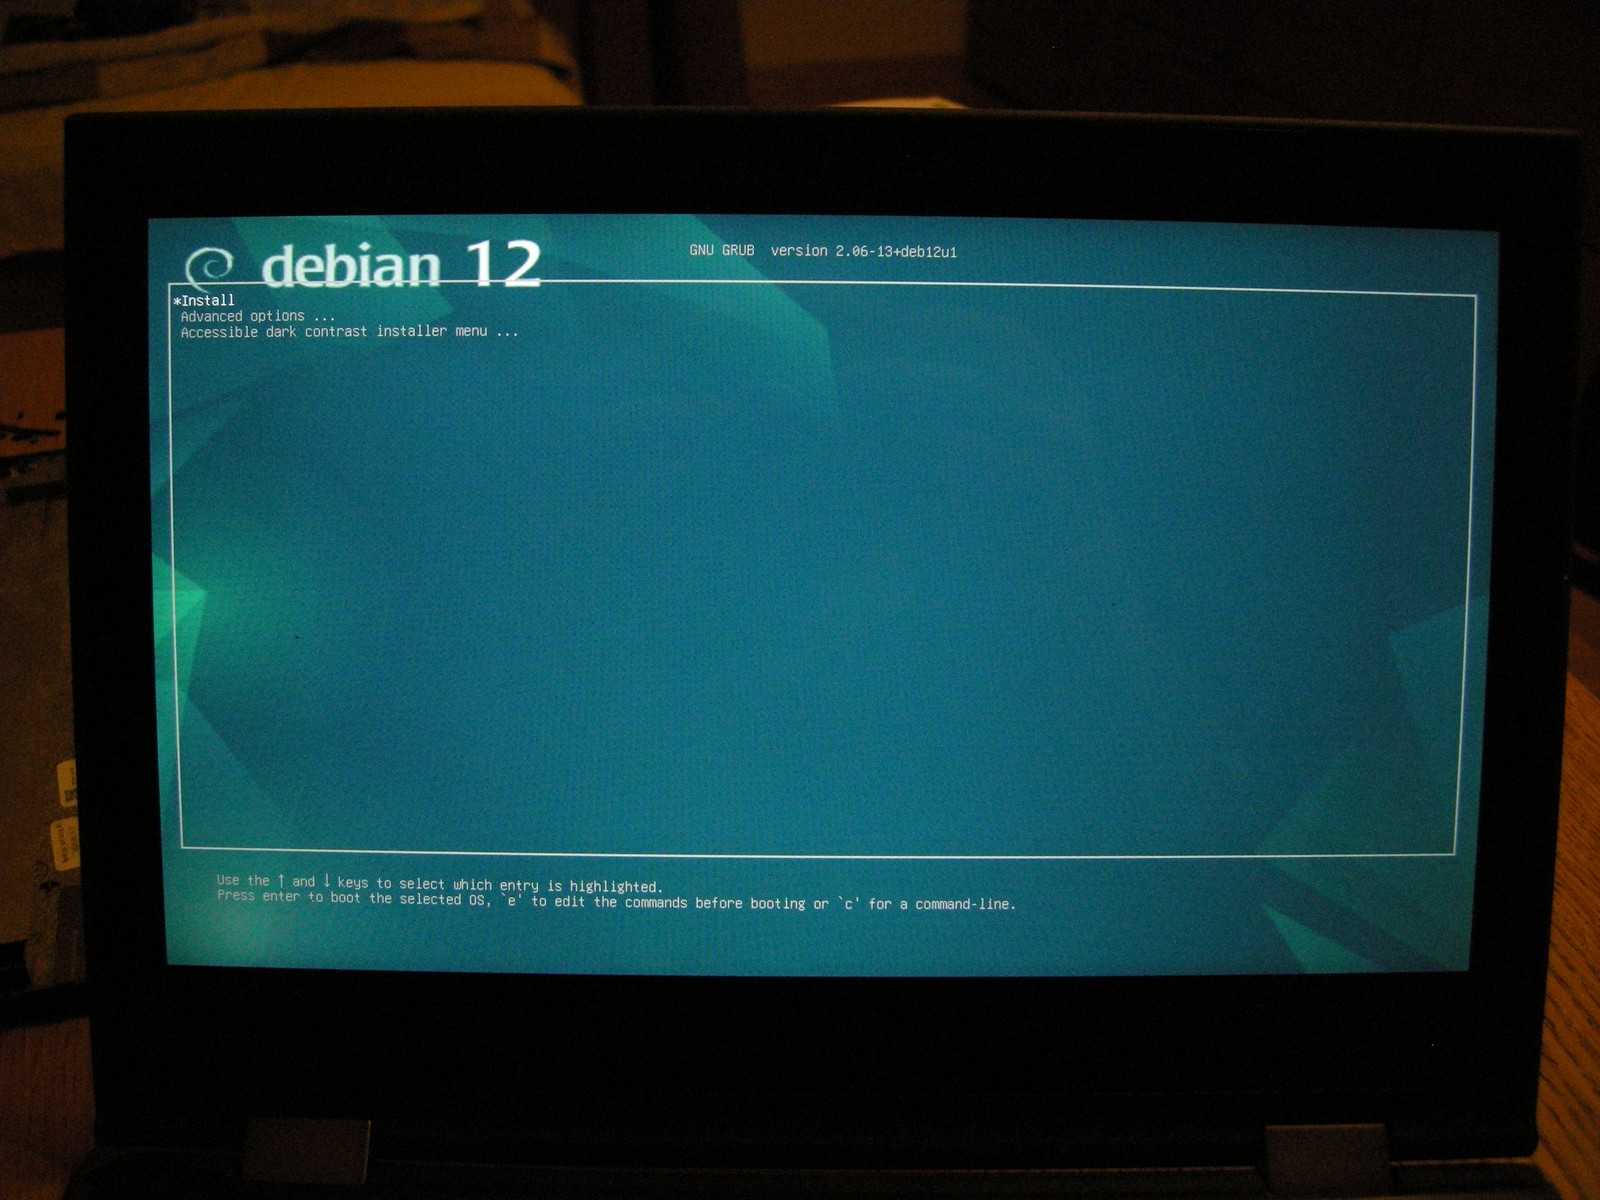 debian 12
GNU GRUB version 2.06-13+deb12u1
*Install
Advanced options ...
Accessible dark contrast installer menu ...
Use the ↑ and ↓ keys to select which entry is highlighted.
Press enter to boot the selected OS, `e' to edit the commands before booting or `c' for a command-line.